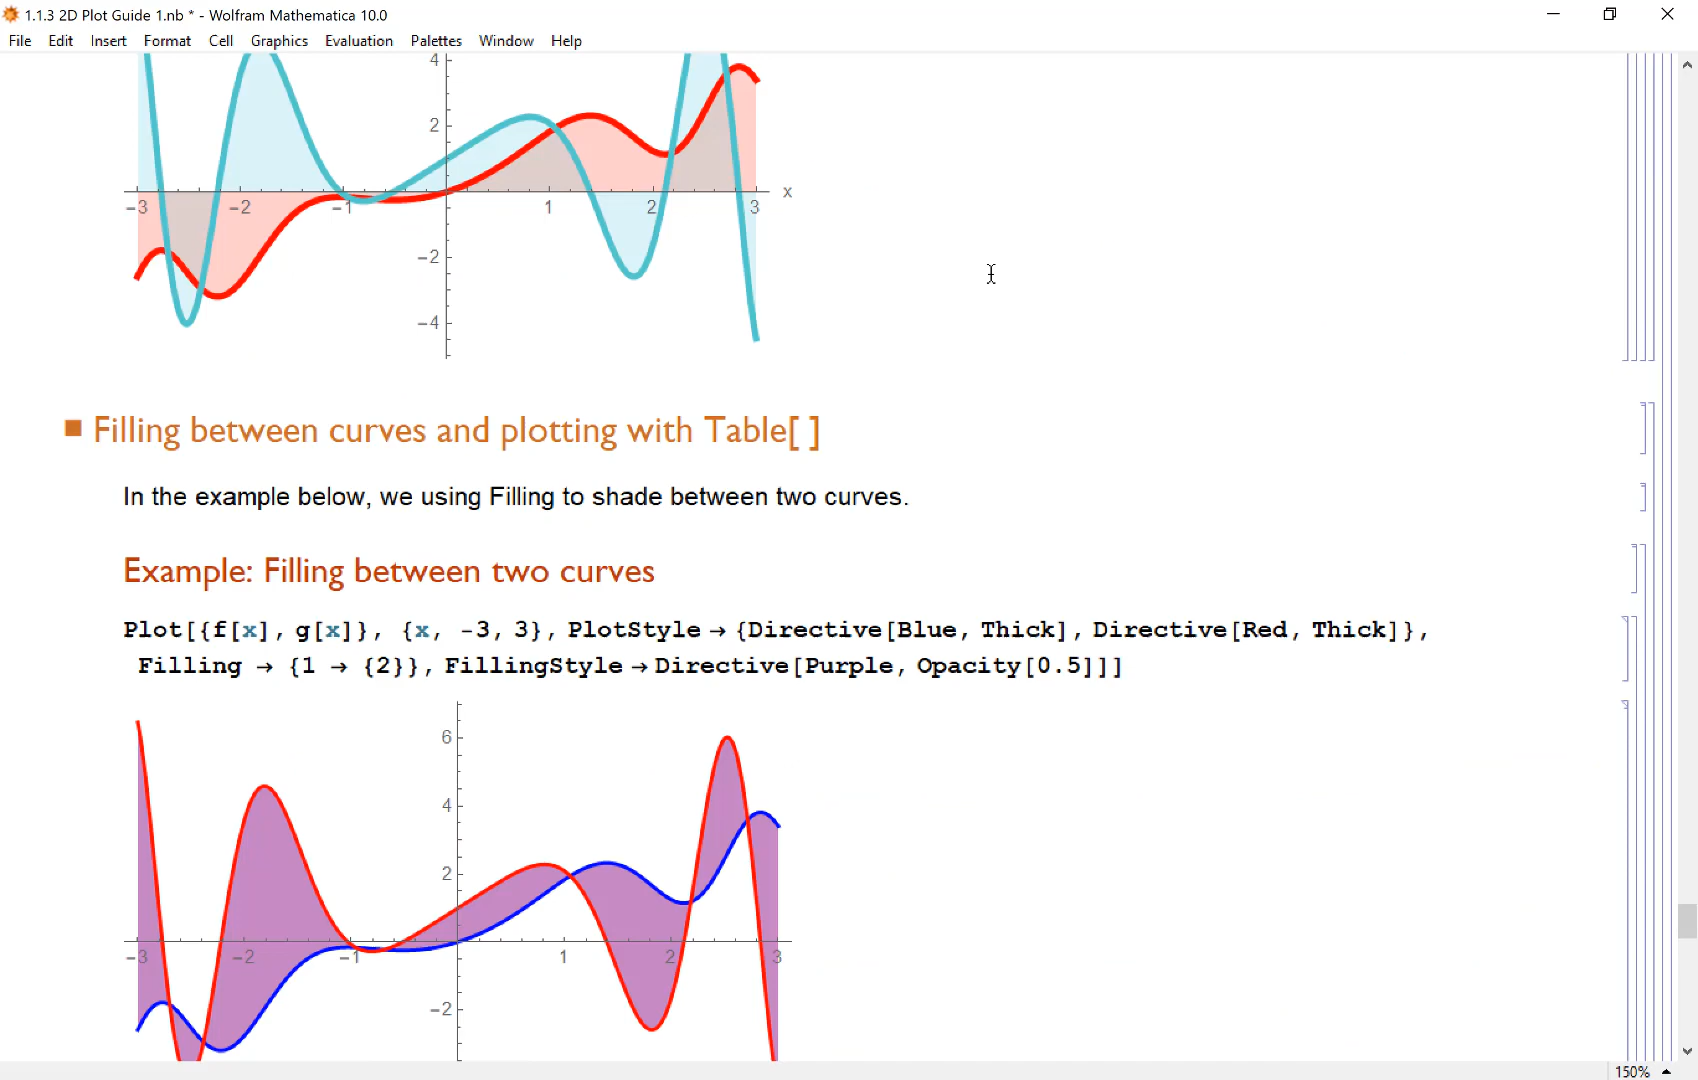 1.1.3 2D Plot Guide 1.nb * - Wolfram Mathematica 10.0
File Edit Insert Format Cell Graphics Evaluation Palettes Window Help
4
2
-3 -2 -1 1 2 3 x
-2
-4
Filling between curves and plotting with Table[ ]
In the example below, we using Filling to shade between two curves.
Example: Filling between two curves
Plot[{f[x], g[x]}, {x, -3, 3}, PlotStyle → {Directive[Blue, Thick], Directive[Red, Thick]},
Filling → {1 → {2}}, FillingStyle → Directive[Purple, Opacity[0.5]]]
6
4
2
-3 -2 -1 1 2 3
-2
150%